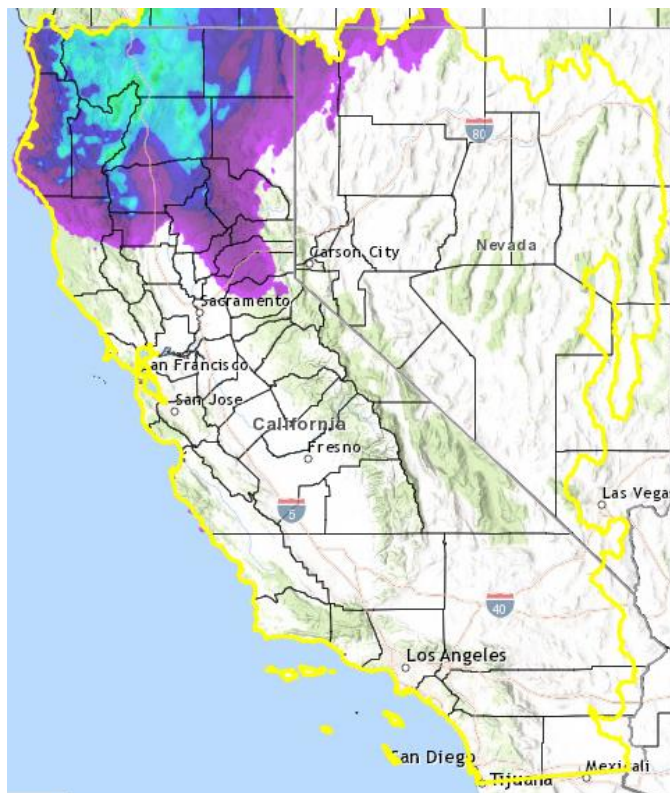 80
Nevada
Carson City
Sacramento
an Francisco
San Jose
California
Fresno
5
Las Vega
40
Los Angeles
San Diego
Tijuana
Mexicali